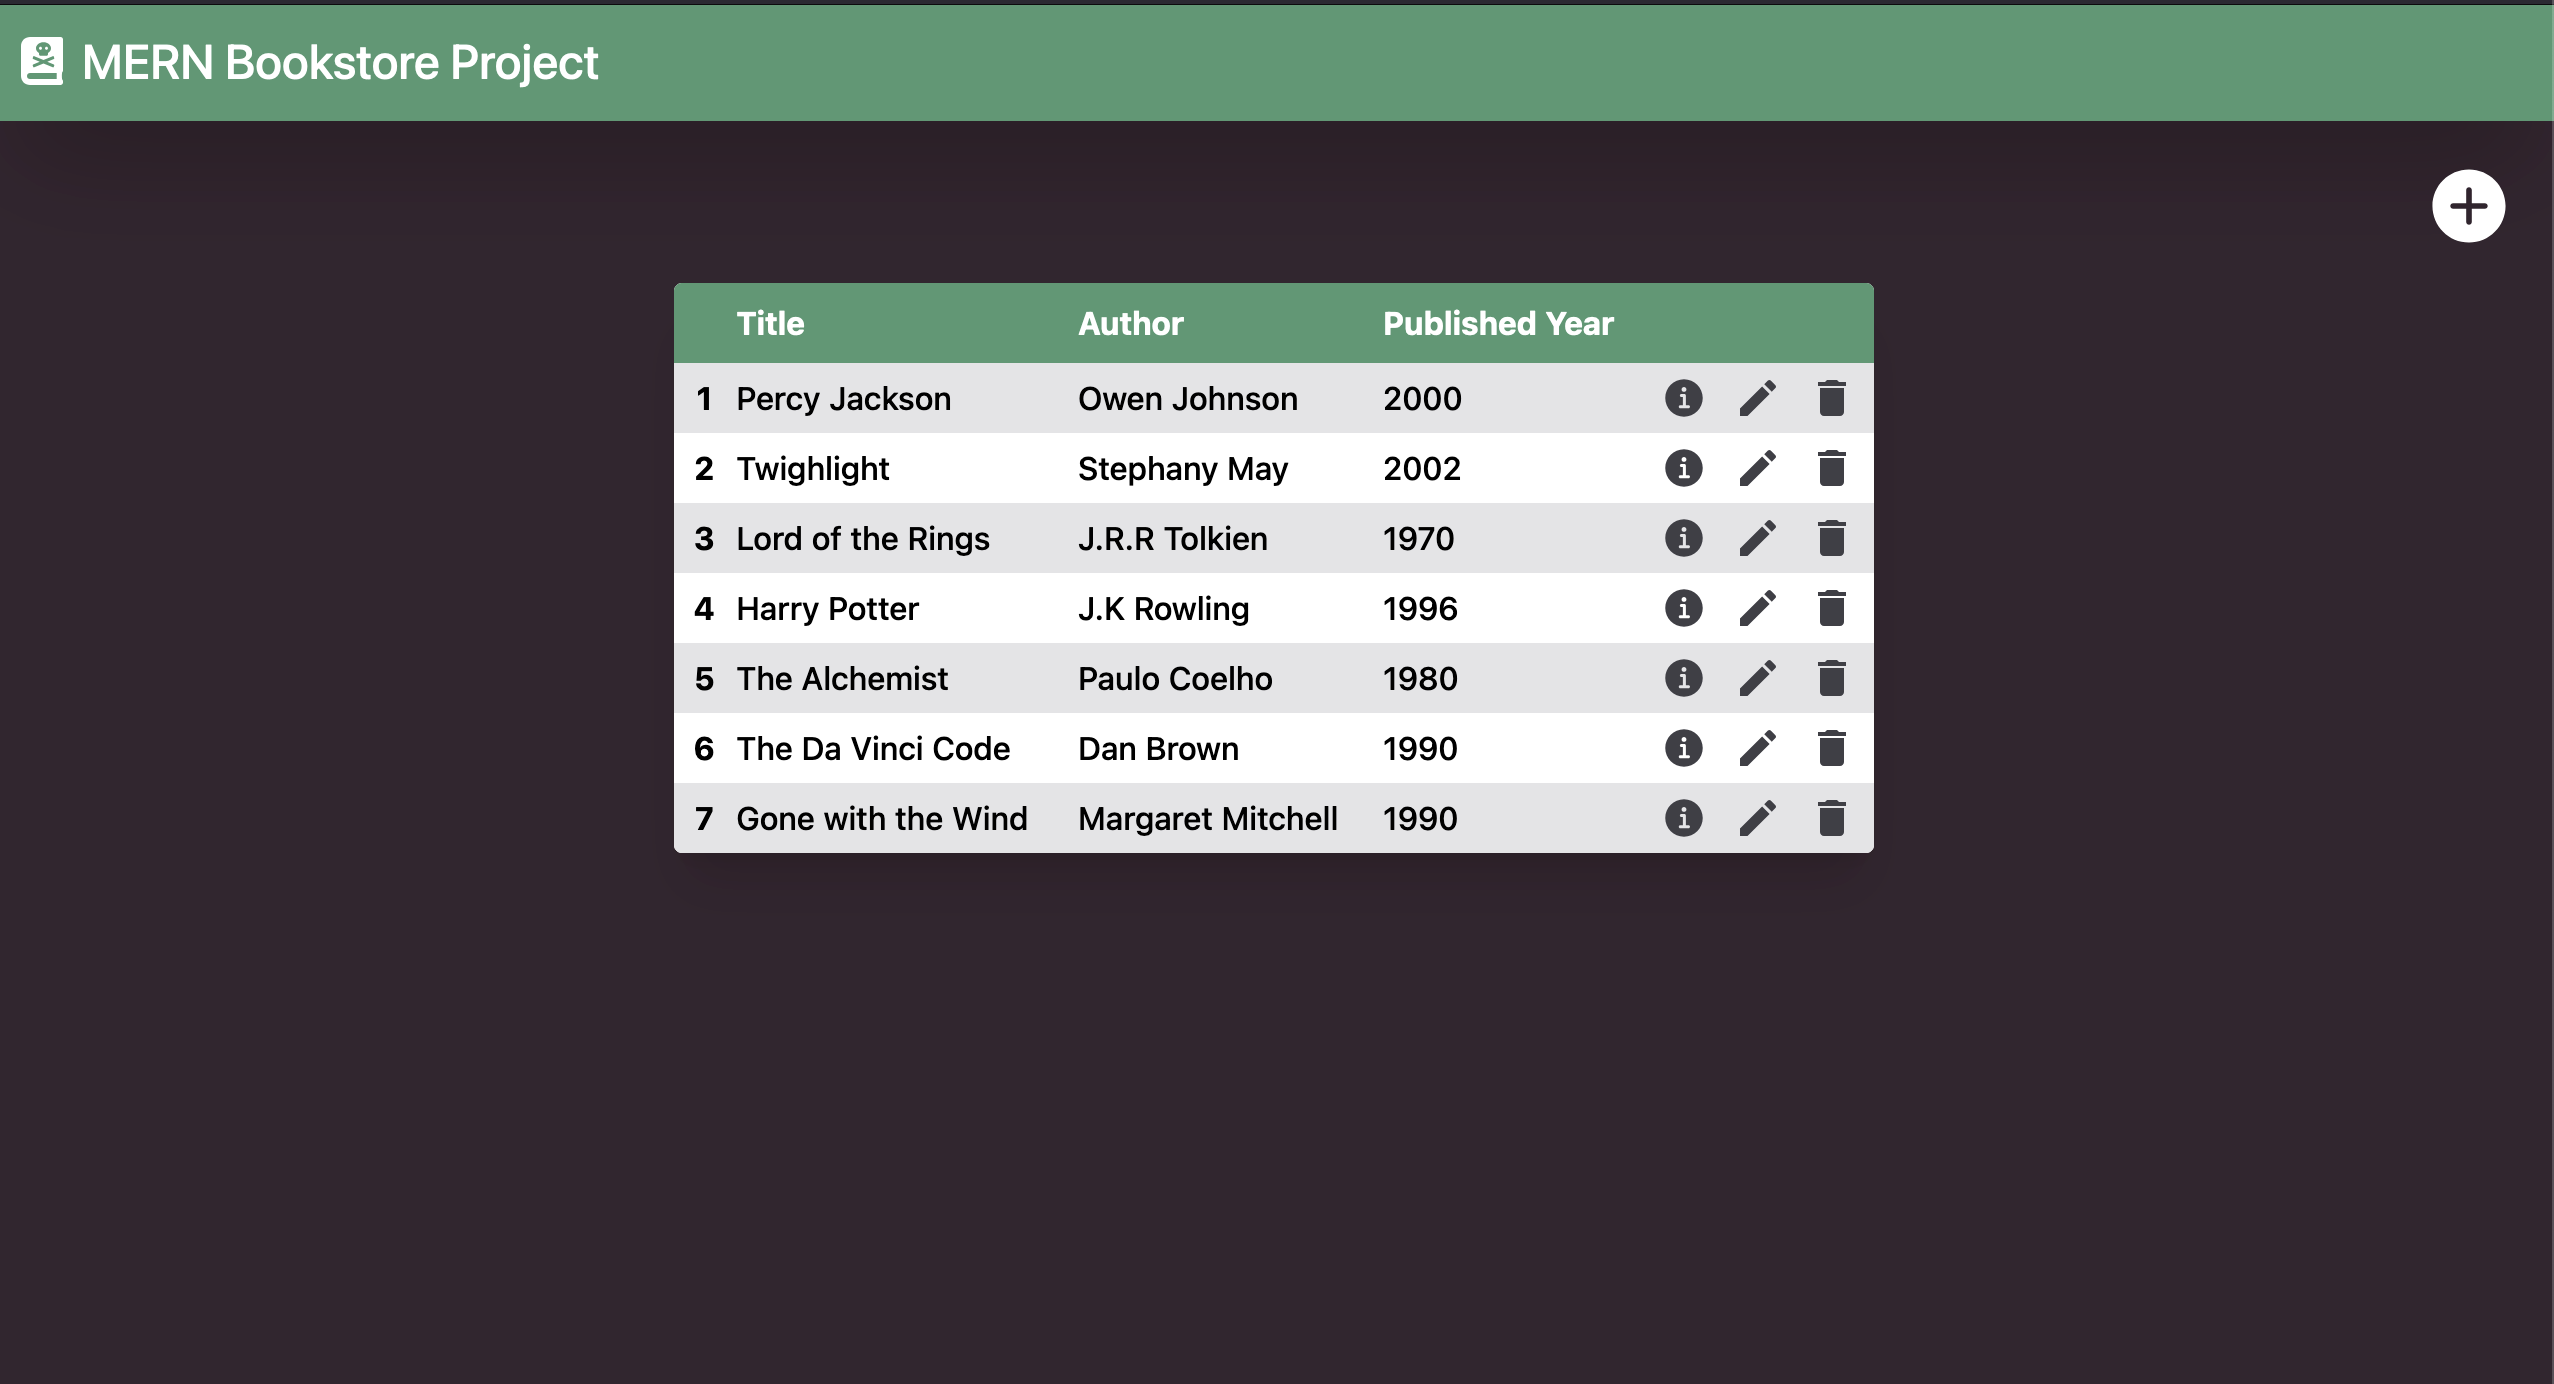 MERN Bookstore Project
Title Author Published Year
1 Percy Jackson Owen Johnson 2000
2 Twighlight Stephany May 2002
3 Lord of the Rings J.R.R Tolkien 1970
4 Harry Potter J.K Rowling 1996
5 The Alchemist Paulo Coelho 1980
6 The Da Vinci Code Dan Brown 1990
7 Gone with the Wind Margaret Mitchell 1990